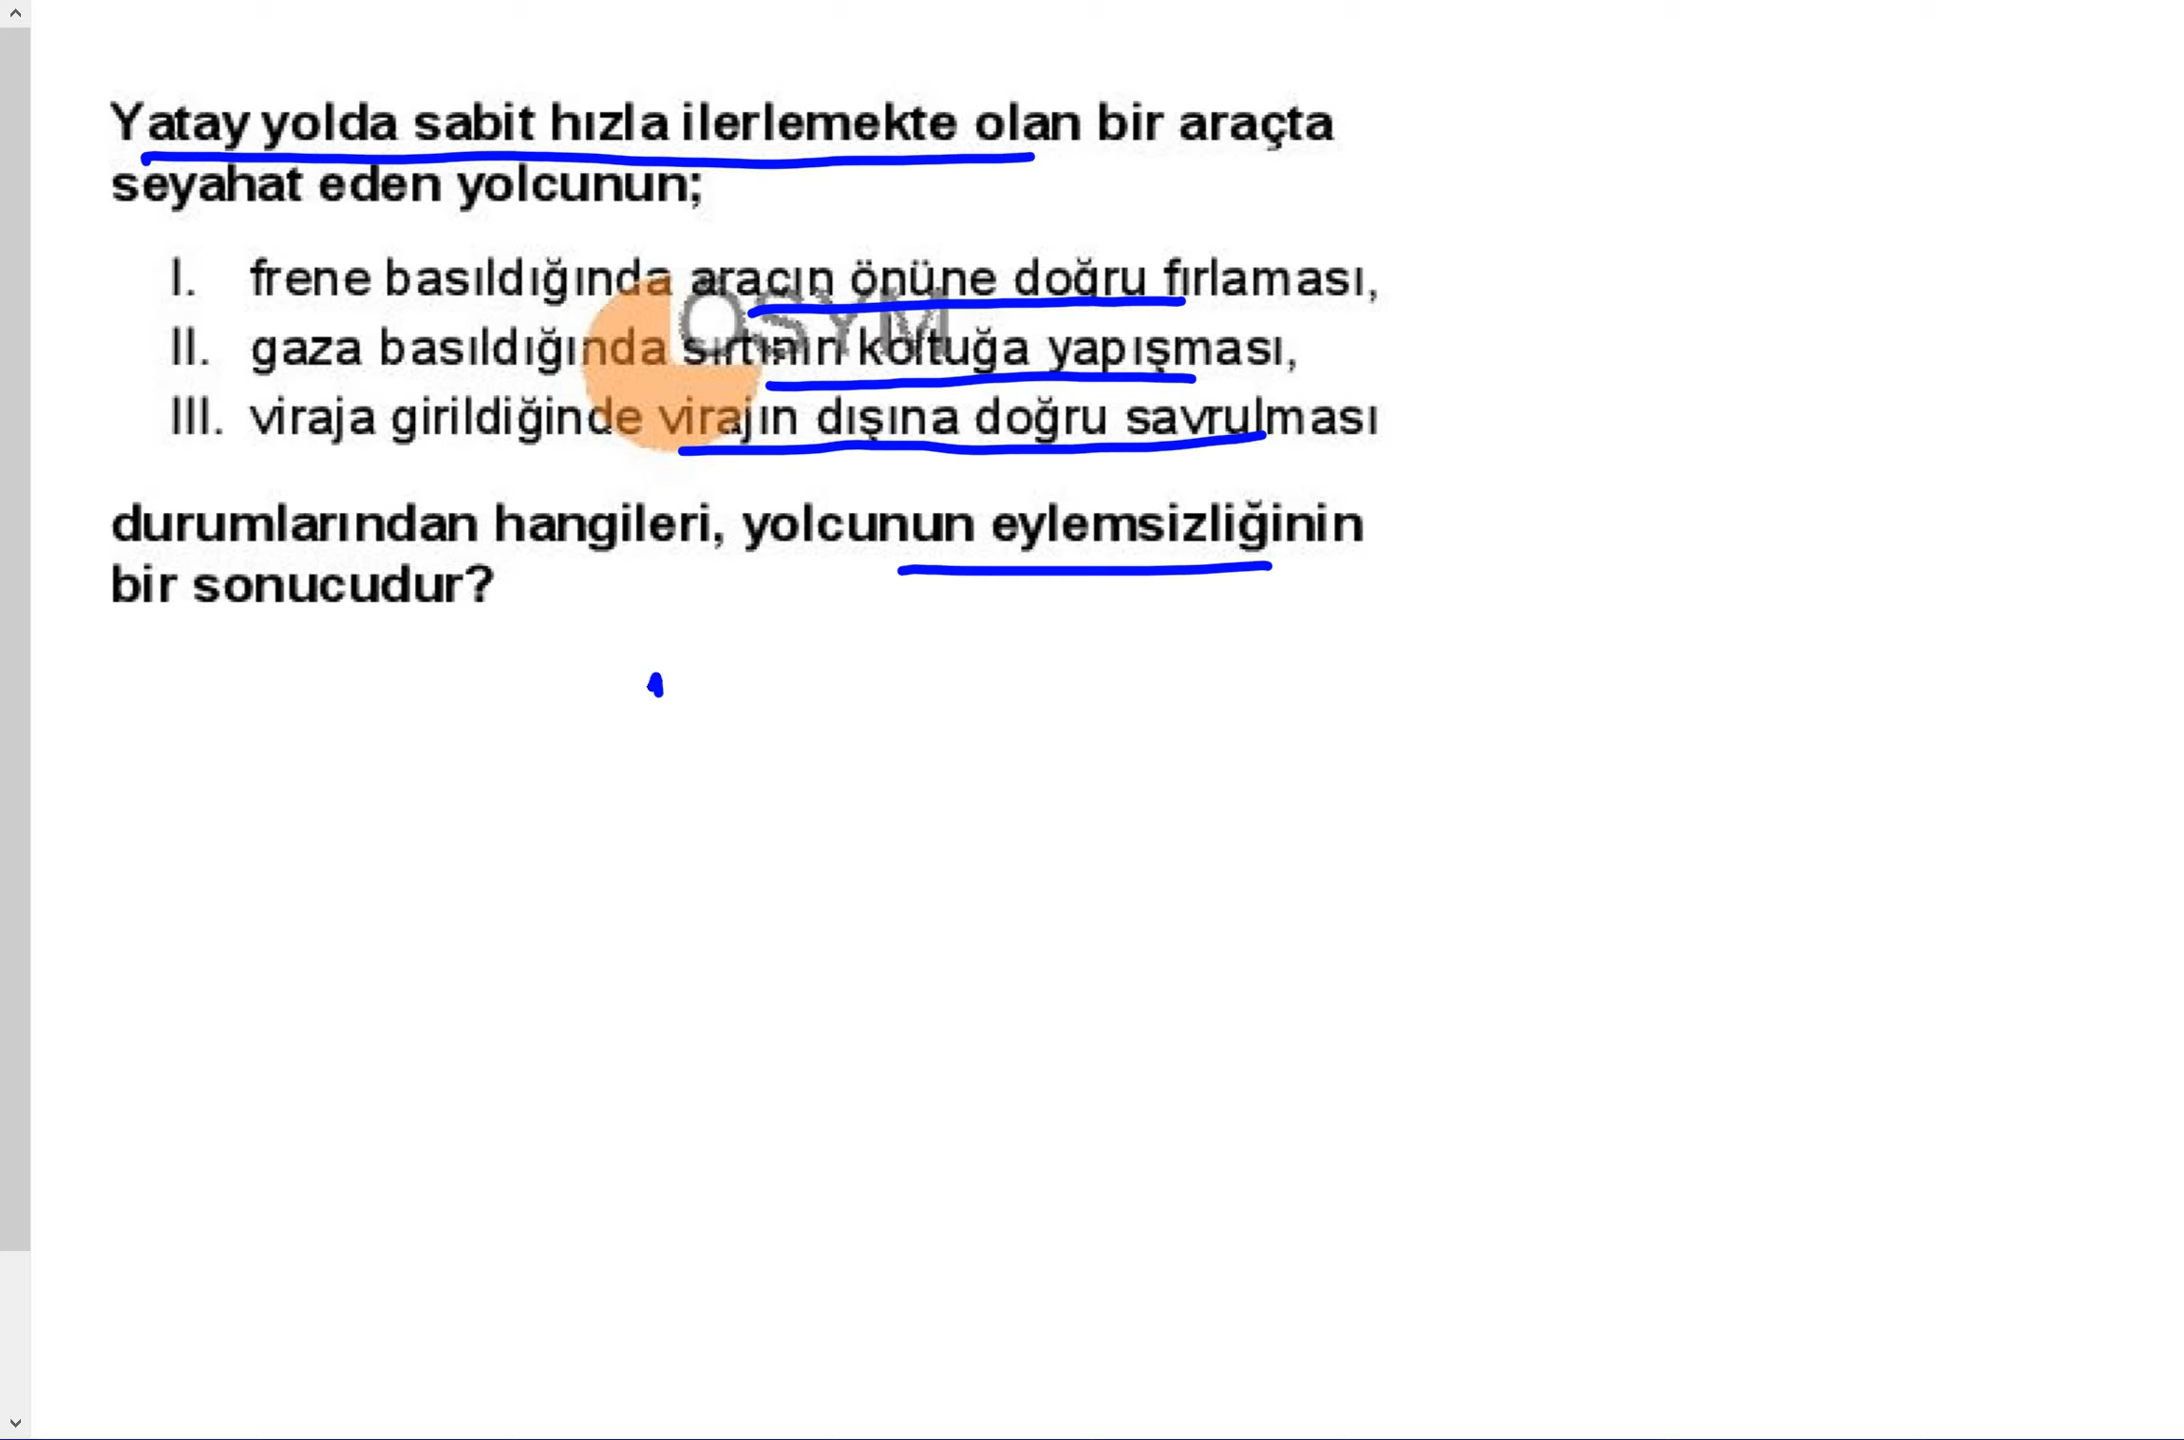 Yatay yolda sabit hızla ilerlemekte olan bir araçta
seyahat eden yolcunun;
I. frene basıldığında aracın önüne doğru fırlaması,
II. gaza basıldığında sırtının koltuğa yapışması,
III. viraja girildiğinde virajın dışına doğru savrulması
ÖSYM
durumlarından hangileri, yolcunun eylemsizliğinin
bir sonucudur?